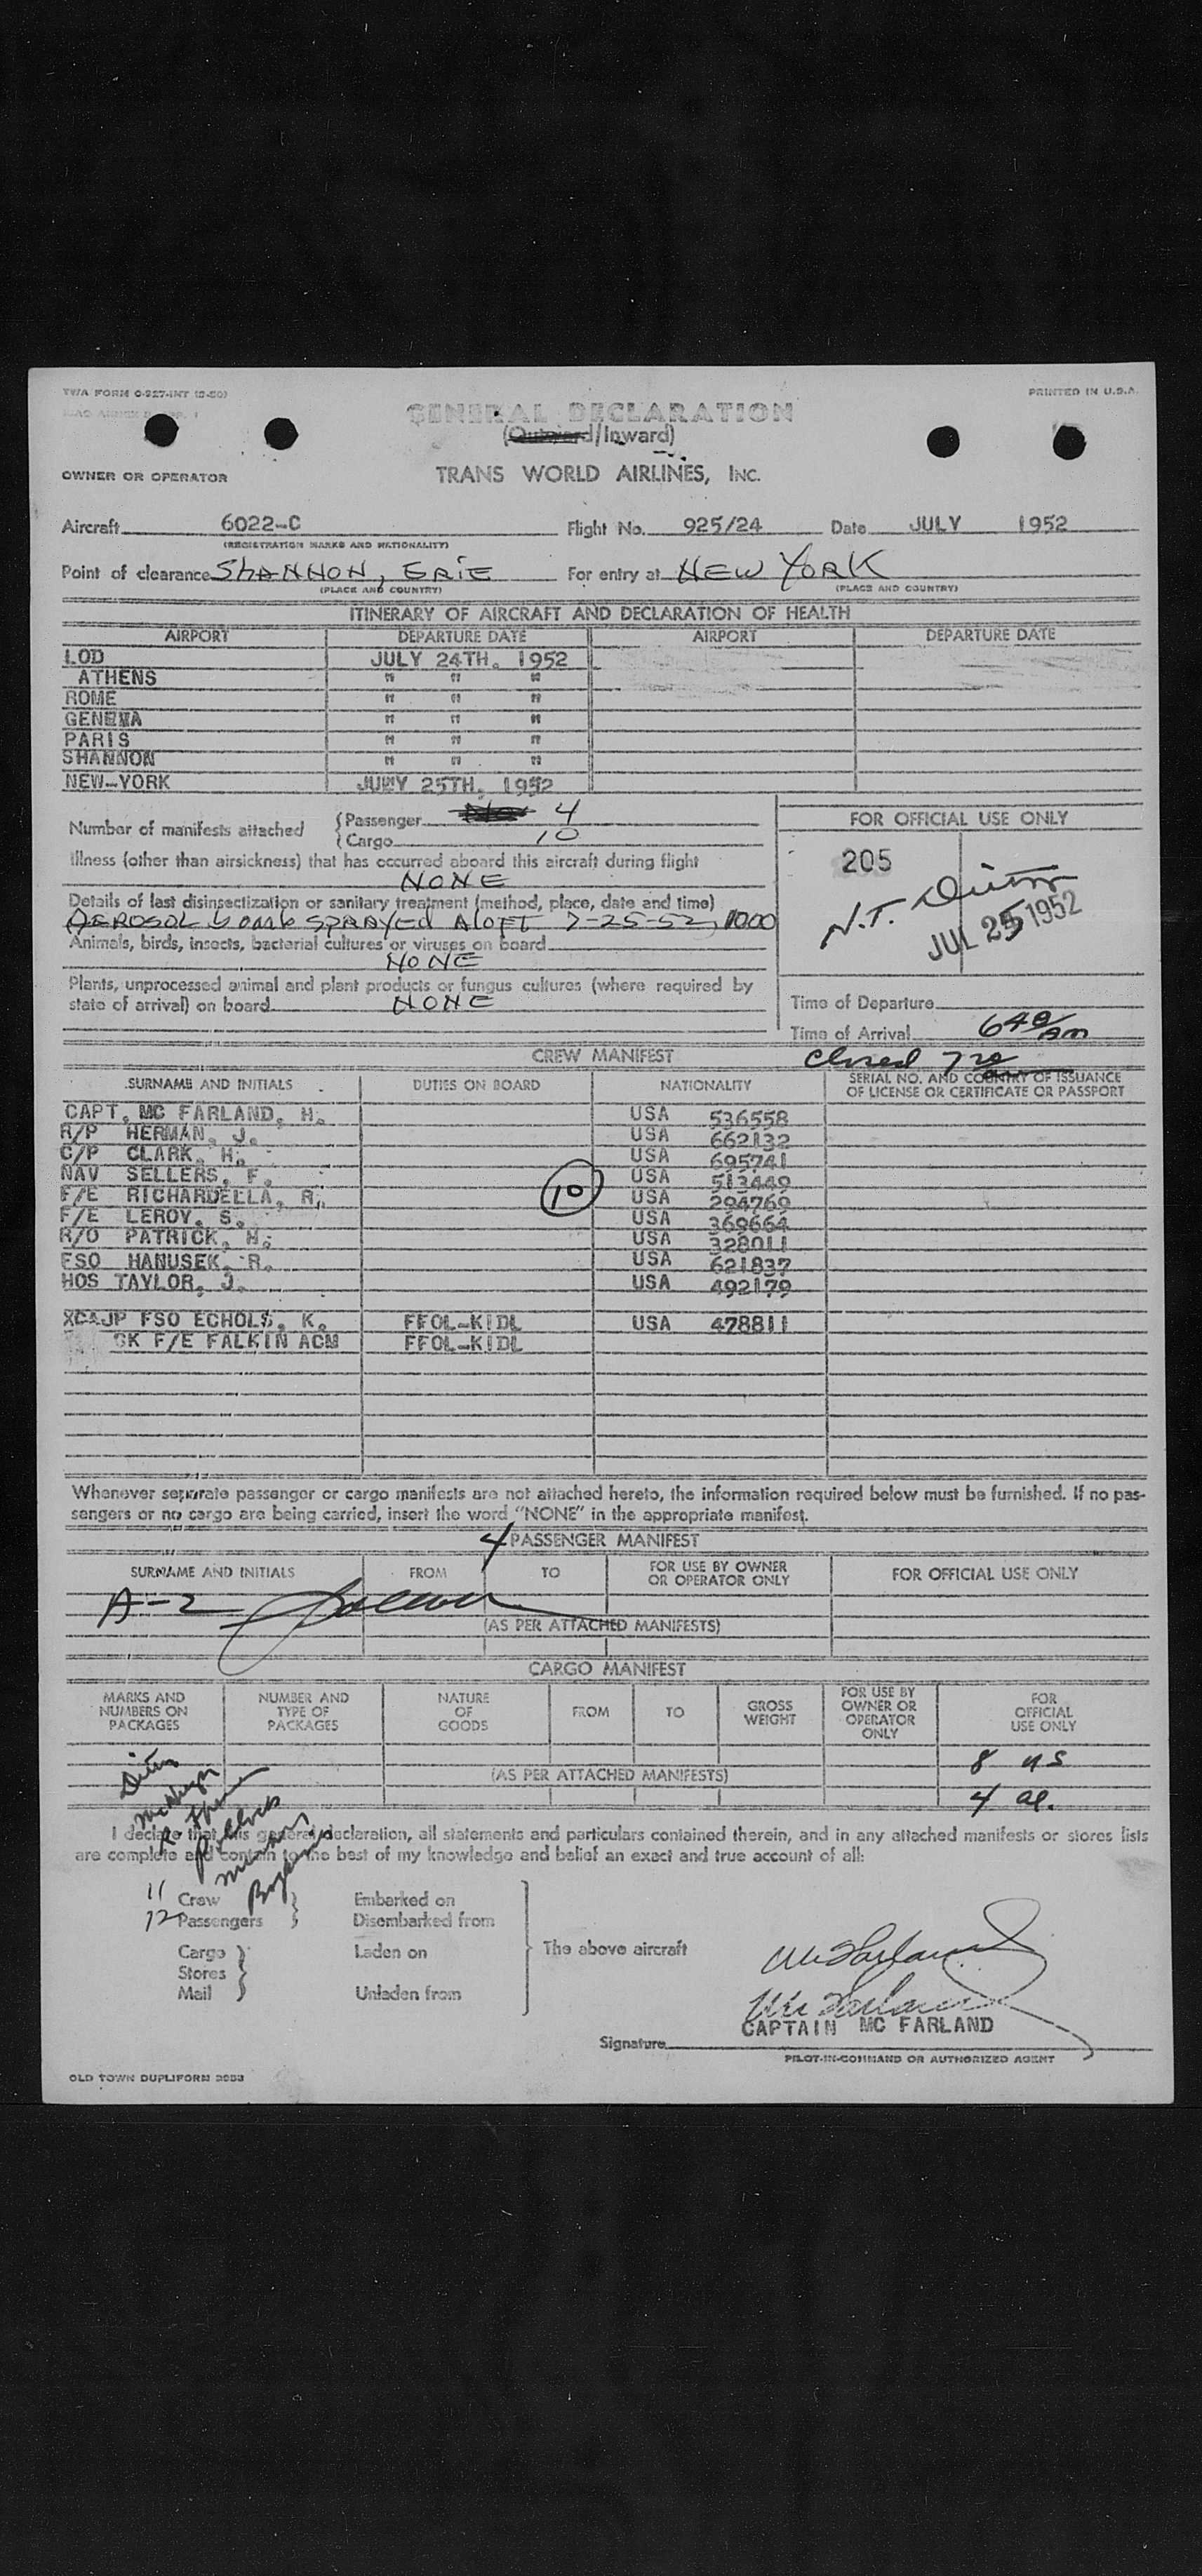 TWA FORM O-927-INT (2-50)
PRINTED IN U.S.A.
GENERAL DECLARATION
(Outward/Inward)
OWNER OR OPERATOR TRANS WORLD AIRLINES, INC.
Aircraft 6022-C Flight No. 925/24 Date JULY 1952
(REGISTRATION MARKS AND NATIONALITY)
Point of clearance SHANNON, ERIE For entry at NEW YORK
(PLACE AND COUNTRY) (PLACE AND COUNTRY)
ITINERARY OF AIRCRAFT AND DECLARATION OF HEALTH
AIRPORT DEPARTURE DATE AIRPORT DEPARTURE DATE
LOD JULY 24TH. 1952
ATHENS " " "
ROME " " "
GENEVA " " "
PARIS " " "
SHANNON " " "
NEW-YORK JULY 25TH. 1952
Number of manifests attached
Passenger 4
Cargo 10
FOR OFFICIAL USE ONLY
Illness (other than airsickness) that has occurred aboard this aircraft during flight
NONE
205
Details of last disinsectization or sanitary treatment (method, place, date and time)
AEROSOL bomb SPRAYED ALOFT 7-25-52, 1000
N.T.
JUL 25 1952
Animals, birds, insects, bacterial cultures or viruses on board
NONE
Plants, unprocessed animal and plant products or fungus cultures (where required by
state of arrival) on board NONE
Time of Departure
Time of Arrival 640 am
Closed 720
CREW MANIFEST
SURNAME AND INITIALS DUTIES ON BOARD NATIONALITY SERIAL NO. AND COUNTRY OF ISSUANCE
OF LICENSE OR CERTIFICATE OR PASSPORT
CAPT. MC FARLAND, H. USA 536558
R/P HERMAN, J. USA 662132
C/P CLARK, H. USA 695741
NAV SELLERS, F. USA 513449
F/E RICHARDELLA, R. 10 USA 294769
F/E LEROY, S. USA 369664
R/O PATRICK, H. USA 328011
FSO HANUSEK, R. USA 621837
HOS TAYLOR, J. USA 492179
XCAJP FSO ECHOLS, K. FFOL-KIDL USA 478811
CK F/E FALKIN ACM FFOL-KIDL
Whenever separate passenger or cargo manifests are not attached hereto, the information required below must be furnished. If no pas-
sengers or no cargo are being carried, insert the word "NONE" in the appropriate manifest.
4 PASSENGER MANIFEST
SURNAME AND INITIALS FROM TO FOR USE BY OWNER
OR OPERATOR ONLY FOR OFFICIAL USE ONLY
A-2
(AS PER ATTACHED MANIFESTS)
CARGO MANIFEST
MARKS AND
NUMBERS ON
PACKAGES
NUMBER AND
TYPE OF
PACKAGES
NATURE
OF
GOODS
FROM
TO
GROSS
WEIGHT
FOR USE BY
OWNER OR
OPERATOR
ONLY
FOR
OFFICIAL
USE ONLY
8 us
(AS PER ATTACHED MANIFESTS)
4 al.
I declare that this general declaration, all statements and particulars contained therein, and in any attached manifests or stores lists
are complete and contain to the best of my knowledge and belief an exact and true account of all:
11 Crew
12 Passengers
Embarked on
Disembarked from
Cargo
Stores
Mail
Laden on
Unladen from
The above aircraft
McFarland
McFarland
CAPTAIN MC FARLAND
Signature
PILOT-IN-COMMAND OR AUTHORIZED AGENT
OLD TOWN DUPLIFORM 2053